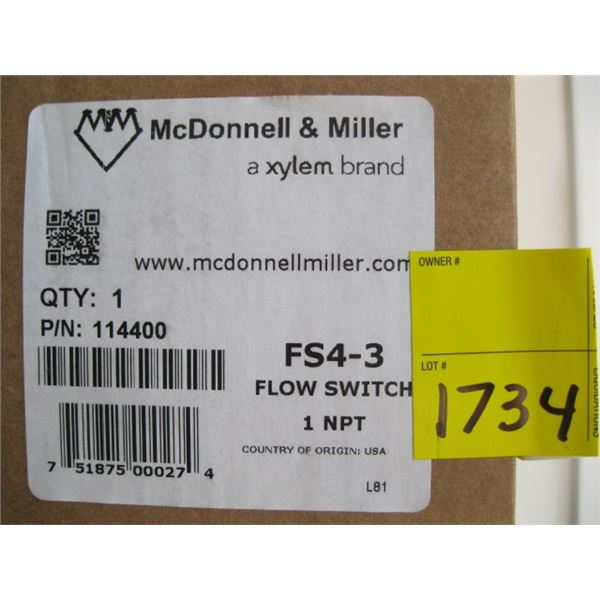 McDonnell & Miller
a xylem brand
www.mcdonnellmiller.com
QTY: 1
P/N: 114400
FS4-3
FLOW SWITCH
1 NPT
COUNTRY OF ORIGIN: USA
7 51875 00027 4
L81
OWNER #
LOT #
1734